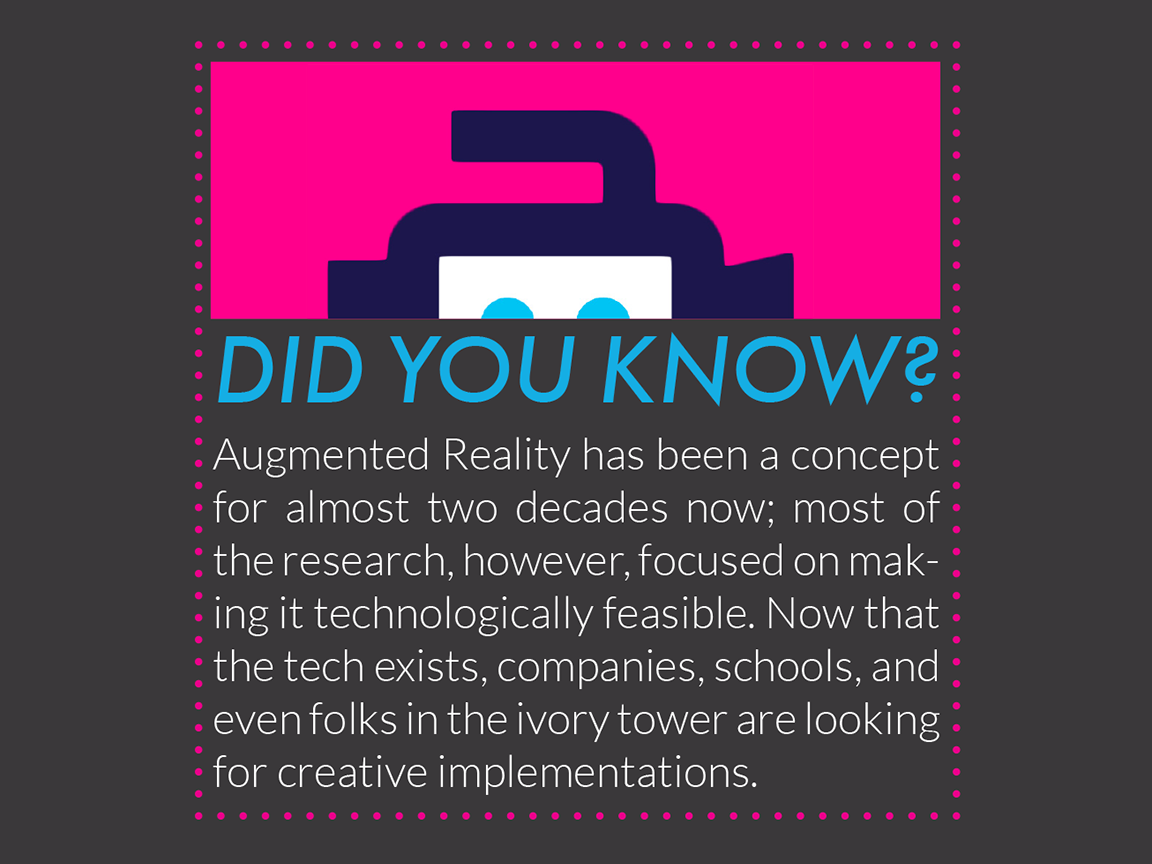 DID YOU KNOW?
Augmented Reality has been a concept
for almost two decades now; most of
the research, however, focused on mak-
ing it technologically feasible. Now that
the tech exists, companies, schools, and
even folks in the ivory tower are looking
for creative implementations.